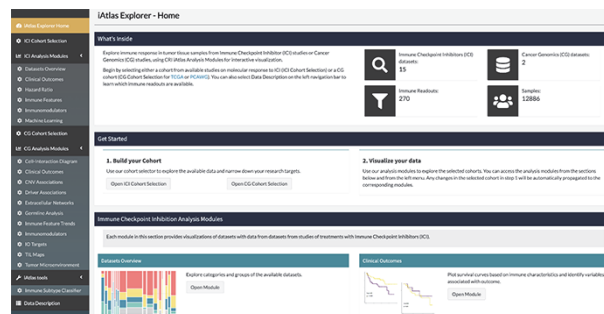 iAtlas Explorer Home
ICI Cohort Selection
ICI Analysis Modules
Datasets Overview
Clinical Outcomes
Hazard Ratio
Immune Features
Immunomodulators
Machine Learning
CG Cohort Selection
CG Analysis Modules
Cell-Interaction Diagram
Clinical Outcomes
CNV Associations
Driver Associations
Extracellular Networks
Germline Analysis
Immune Feature Trends
Immunomodulators
IO Targets
TIL Maps
Tumor Microenvironment
iAtlas tools
Immune Subtype Classifier
Data Description
iAtlas Explorer - Home
What's Inside
Explore immune response in tumor tissue samples from Immune Checkpoint Inhibitor (ICI) studies or Cancer
Genomics (CG) studies, using CRI iAtlas Analysis Modules for interactive visualization.
Begin by selecting either a cohort from available studies on molecular response to ICI (ICI Cohort Selection) or a CG
cohort (CG Cohort Selection for TCGA or PCAWG). You can also select Data Description on the left navigation bar to
learn which immune readouts are available.
Immune Checkpoint Inhibitors (ICI)
datasets:
15
Cancer Genomics (CG) datasets:
2
Immune Readouts:
270
Samples:
12886
Get Started
1. Build your Cohort
Use our cohort selector to explore the available data and narrow down your research targets.
Open ICI Cohort Selection
Open CG Cohort Selection
2. Visualize your data
Use our analysis modules to explore the selected cohorts. You can access the analysis modules from the sections
below and from the left menu. Any changes in the selected cohort in step 1 will be automatically propagated to the
corresponding modules.
Immune Checkpoint Inhibition Analysis Modules
Each module in this section provides visualizations of datasets with data from datasets from studies of treatments with Immune Checkpoint Inhibitors (ICI).
Datasets Overview
Explore categories and groups of the available datasets.
Open Module
Clinical Outcomes
Plot survival curves based on immune characteristics and identify variables
associated with outcome.
Open Module